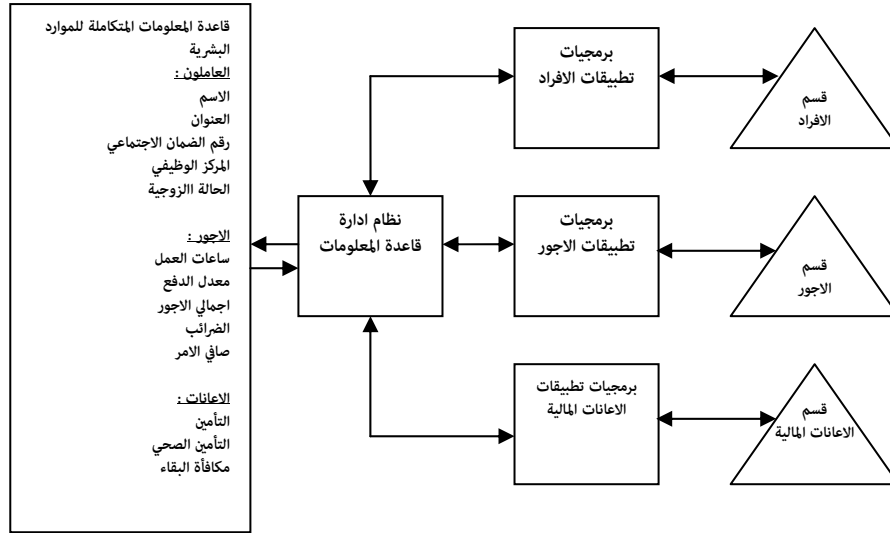 قاعدة المعلومات المتكاملة للموارد
البشرية
العاملون :
الاسم
العنوان
رقم الضمان الاجتماعي
المركز الوظيفي
الحالة االزوجية
الاجور :
ساعات العمل
معدل الدفع
اجمالي الاجور
الضرائب
صافي الامر
الاعانات :
التأمين
التأمين الصحي
مكافأة البقاء
نظام ادارة
قاعدة المعلومات
برمجيات
تطبيقات الافراد
برمجيات
تطبيقات الاجور
برمجيات تطبيقات
الاعانات المالية
قسم
الافراد
قسم
الاجور
قسم
الاعانات المالية